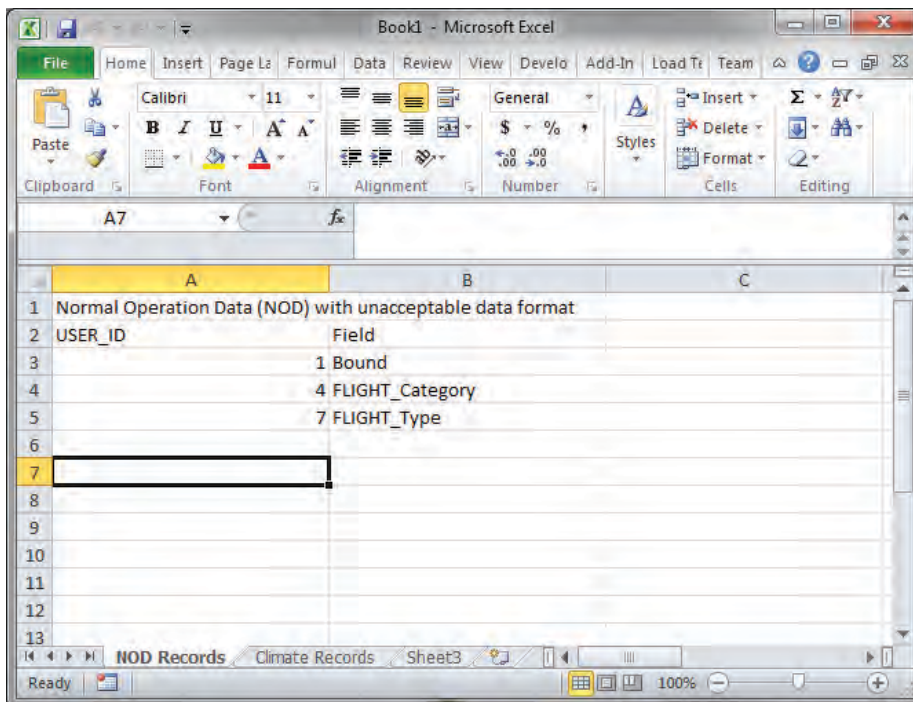 Book1 - Microsoft Excel
File Home Insert Page La Formul Data Review View Develo Add-In Load Te Team
Calibri 11 General Insert
B I U A A $ % , Styles Delete
Paste A .00 .0 Format
Clipboard Font Alignment Number Cells Editing
A7 fx
A B C
1 Normal Operation Data (NOD) with unacceptable data format
2 USER_ID Field
3 1 Bound
4 4 FLIGHT_Category
5 7 FLIGHT_Type
6
7
8
9
10
11
12
13
NOD Records Climate Records Sheet3
Ready 100%